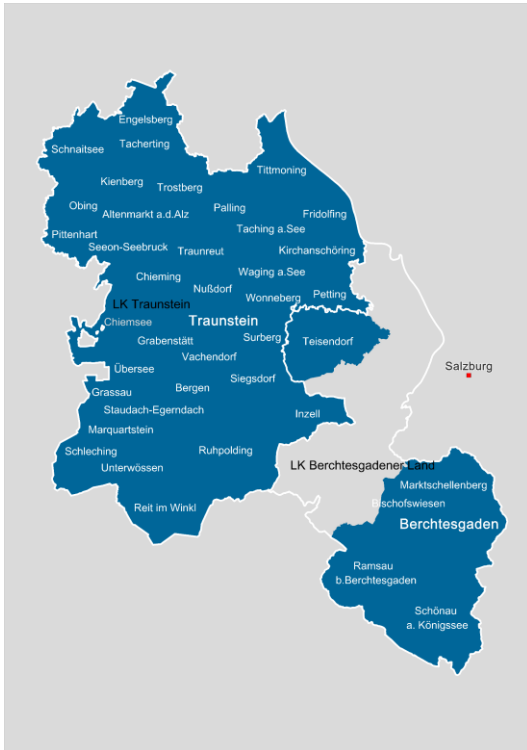 Engelsberg
Schnaitsee
Tacherting
Tittmoning
Kienberg
Trostberg
Obing
Altenmarkt a.d.Alz
Palling
Fridolfing
Pittenhart
Taching a.See
Seeon-Seebruck
Traunreut
Kirchanschöring
Chieming
Waging a.See
Nußdorf
Wonneberg
Petting
LK Traunstein
Chiemsee
Traunstein
Grabenstätt
Surberg
Teisendorf
Vachendorf
Salzburg
Übersee
Siegsdorf
Grassau
Bergen
Staudach-Egerndach
Inzell
Marquartstein
Schleching
Ruhpolding
Unterwössen
LK Berchtesgadener Land
Marktschellenberg
Bischofswiesen
Reit im Winkl
Berchtesgaden
Ramsau
b.Berchtesgaden
Schönau
a. Königssee